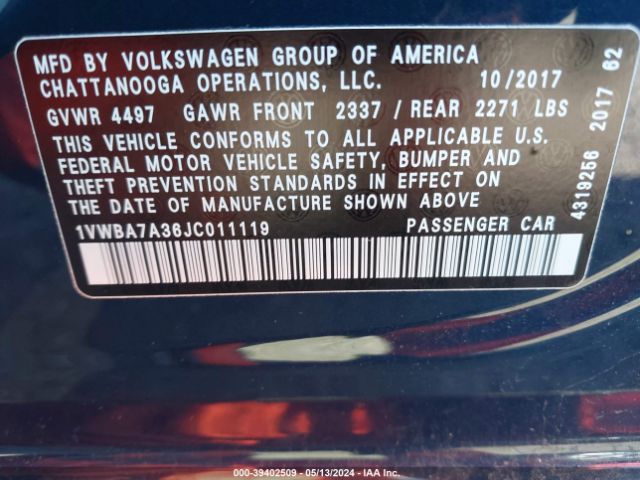 MFD BY VOLKSWAGEN GROUP OF AMERICA
CHATTANOOGA OPERATIONS, LLC. 10/2017
GVWR 4497 GAWR FRONT 2337 / REAR 2271 LBS
THIS VEHICLE CONFORMS TO ALL APPLICABLE U.S.
FEDERAL MOTOR VEHICLE SAFETY, BUMPER AND
THEFT PREVENTION STANDARDS IN EFFECT ON
THE DATE OF MANUFACTURE SHOWN ABOVE
1VWBA7A36JC011119 PASSENGER CAR
4319256 2017 62
000-39402509 - 05/13/2024 - IAA Inc.